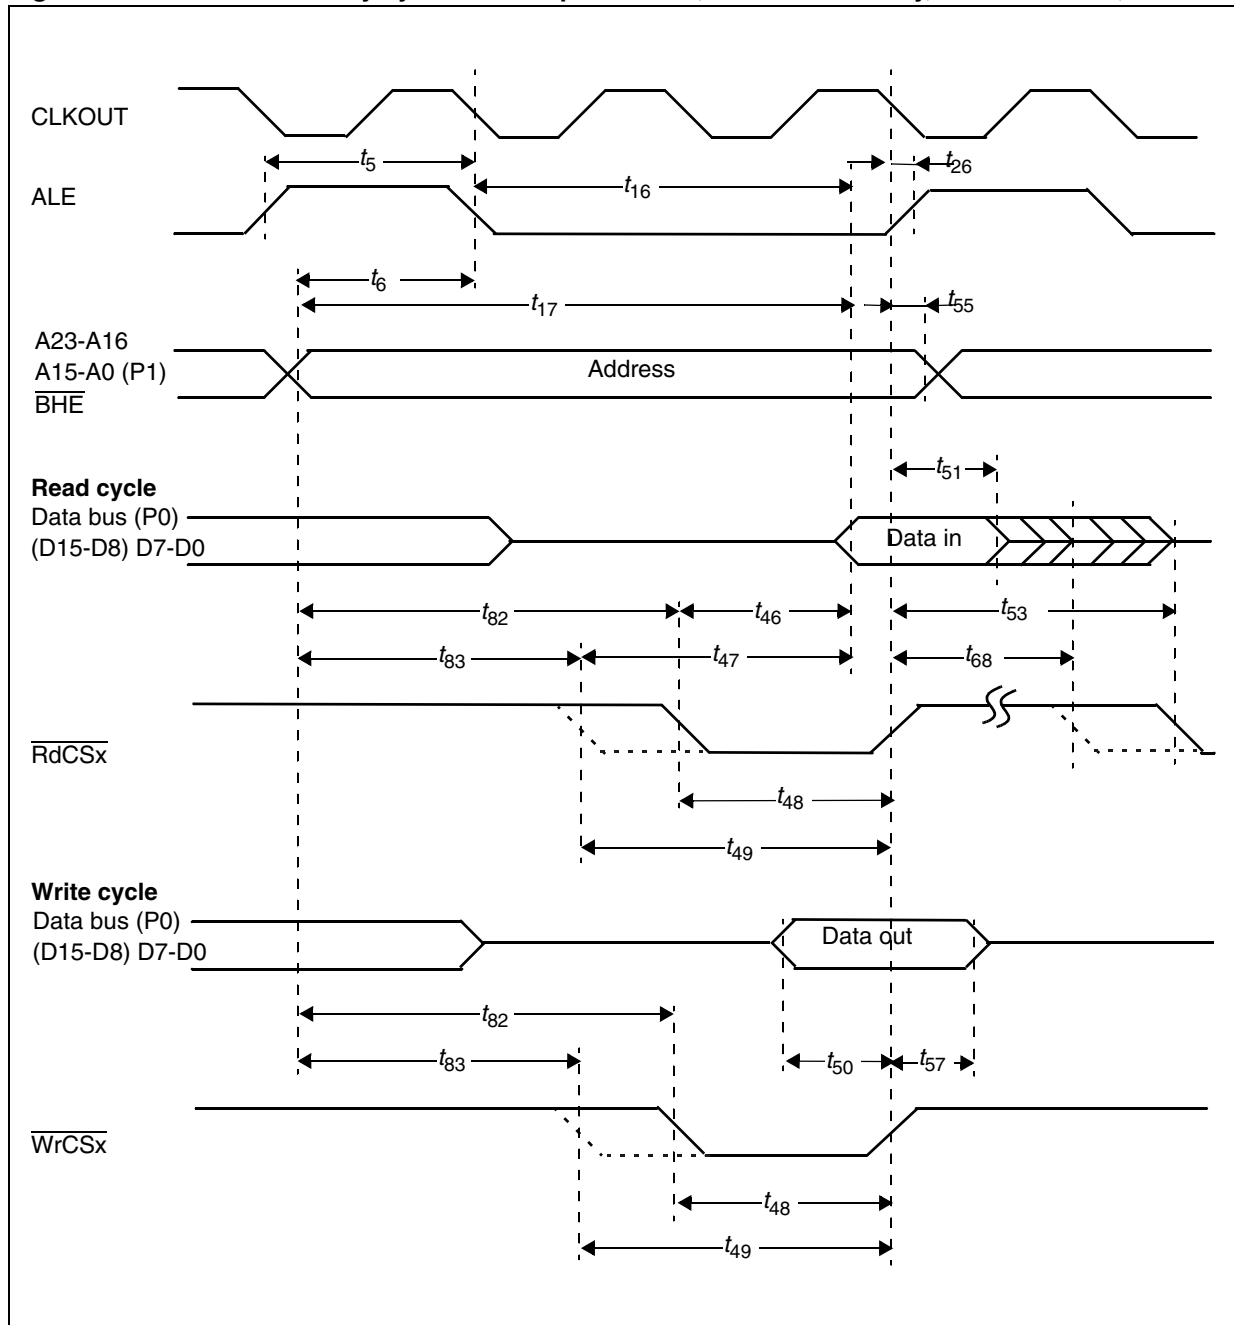 CLKOUT
t5
t26
ALE
t16
t6
t17
t55
A23-A16
A15-A0 (P1)
Address
BHE
t51
Read cycle
Data bus (P0)
(D15-D8) D7-D0
Data in
t82
t46
t53
t83
t47
t68
RdCSx
t48
t49
Write cycle
Data bus (P0)
(D15-D8) D7-D0
Data out
t82
t83
t50
t57
WrCSx
t48
t49